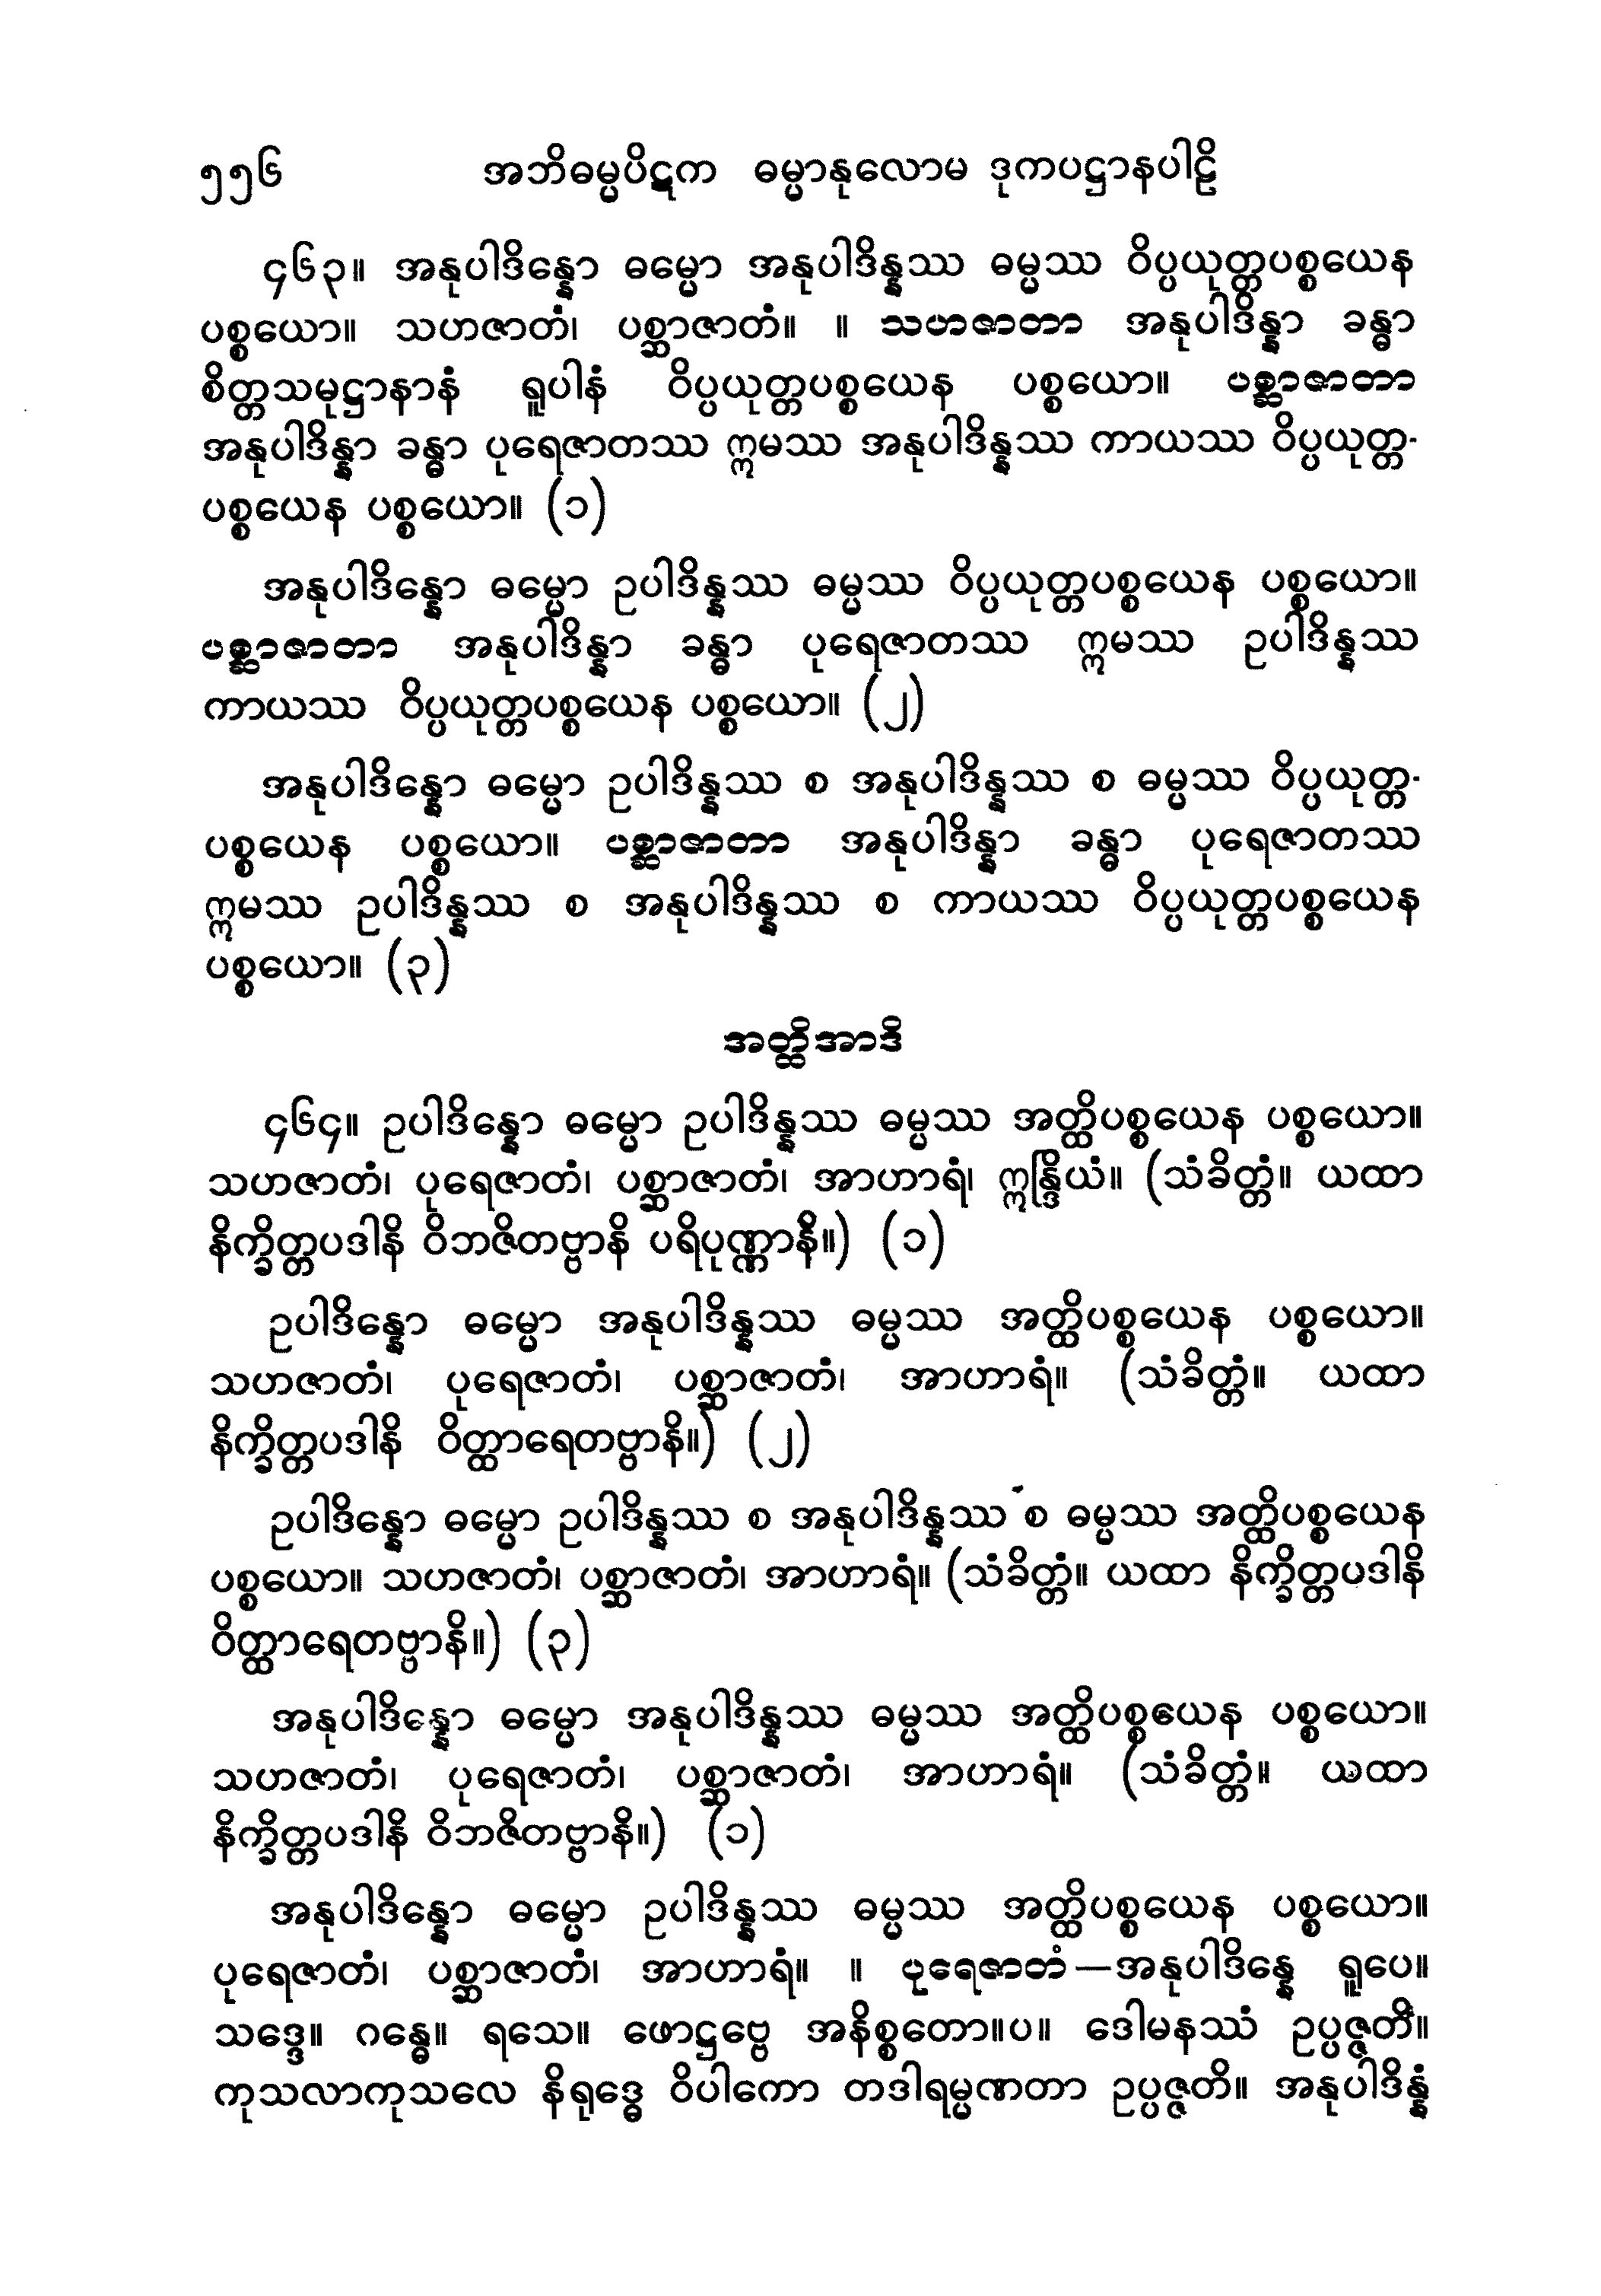 ၅၅၆ အဘိဓမ္မပိဋက ဓမ္မာနုလောမ ဒုကပဋ္ဌာနပါဠိ
၄၆၃။ အနုပါဒိန္နော ဓမ္မော အနုပါဒိန္နဿ ဓမ္မဿ ဝိပ္ပယုတ္တပစ္စယေန
ပစ္စယော။ သဟဇာတံ၊ ပစ္ဆာဇာတံ။ ။ သဟဇာတာ အနုပါဒိန္နာ ခန္ဓာ
စိတ္တသမုဋ္ဌာနာနံ ရူပါနံ ဝိပ္ပယုတ္တပစ္စယေန ပစ္စယော။ ပစ္ဆာဇာတာ
အနုပါဒိန္နာ ခန္ဓာ ပုရေဇာတဿ ဣမဿ အနုပါဒိန္နဿ ကာယဿ ဝိပ္ပယုတ္တ-
ပစ္စယေန ပစ္စယော။ (၁)
အနုပါဒိန္နော ဓမ္မော ဥပါဒိန္နဿ ဓမ္မဿ ဝိပ္ပယုတ္တပစ္စယေန ပစ္စယော။
ပစ္ဆာဇာတာ အနုပါဒိန္နာ ခန္ဓာ ပုရေဇာတဿ ဣမဿ ဥပါဒိန္နဿ
ကာယဿ ဝိပ္ပယုတ္တပစ္စယေန ပစ္စယော။ (၂)
အနုပါဒိန္နော ဓမ္မော ဥပါဒိန္နဿ စ အနုပါဒိန္နဿ စ ဓမ္မဿ ဝိပ္ပယုတ္တ-
ပစ္စယေန ပစ္စယော။ ပစ္ဆာဇာတာ အနုပါဒိန္နာ ခန္ဓာ ပုရေဇာတဿ
ဣမဿ ဥပါဒိန္နဿ စ အနုပါဒိန္နဿ စ ကာယဿ ဝိပ္ပယုတ္တပစ္စယေန
ပစ္စယော။ (၃)
အတ္ထိအာဒိ
၄၆၄။ ဥပါဒိန္နော ဓမ္မော ဥပါဒိန္နဿ ဓမ္မဿ အတ္ထိပစ္စယေန ပစ္စယော။
သဟဇာတံ၊ ပုရေဇာတံ၊ ပစ္ဆာဇာတံ၊ အာဟာရံ၊ ဣန္ဒြိယံ။ (သံခိတ္တံ။ ယထာ
နိက္ခိတ္တပဒါနိ ဝိဘဇိတဗ္ဗာနိ ပရိပုဏ္ဏာနိ။) (၁)
ဥပါဒိန္နော ဓမ္မော အနုပါဒိန္နဿ ဓမ္မဿ အတ္ထိပစ္စယေန ပစ္စယော။
သဟဇာတံ၊ ပုရေဇာတံ၊ ပစ္ဆာဇာတံ၊ အာဟာရံ။ (သံခိတ္တံ။ ယထာ
နိက္ခိတ္တပဒါနိ ဝိတ္ထာရေတဗ္ဗာနိ။) (၂)
ဥပါဒိန္နော ဓမ္မော ဥပါဒိန္နဿ စ အနုပါဒိန္နဿ စ ဓမ္မဿ အတ္ထိပစ္စယေန
ပစ္စယော။ သဟဇာတံ၊ ပစ္ဆာဇာတံ၊ အာဟာရံ။ (သံခိတ္တံ။ ယထာ နိက္ခိတ္တပဒါနိ
ဝိတ္ထာရေတဗ္ဗာနိ။) (၃)
အနုပါဒိန္နော ဓမ္မော အနုပါဒိန္နဿ ဓမ္မဿ အတ္ထိပစ္စယေန ပစ္စယော။
သဟဇာတံ၊ ပုရေဇာတံ၊ ပစ္ဆာဇာတံ၊ အာဟာရံ။ (သံခိတ္တံ။ ယထာ
နိက္ခိတ္တပဒါနိ ဝိဘဇိတဗ္ဗာနိ။) (၁)
အနုပါဒိန္နော ဓမ္မော ဥပါဒိန္နဿ ဓမ္မဿ အတ္ထိပစ္စယေန ပစ္စယော။
ပုရေဇာတံ၊ ပစ္ဆာဇာတံ၊ အာဟာရံ။ ။ ပုရေဇာတံ—အနုပါဒိန္နေ ရူပေ။
သဒ္ဒေ။ ဂန္ဓေ။ ရသေ။ ဖောဋ္ဌဗ္ဗေ အနိစ္စတော။ပ။ ဒေါမနဿံ ဥပ္ပဇ္ဇတိ။
ကုသလာကုသလေ နိရုဒ္ဓေ ဝိပါကော တဒါရမ္မဏတာ ဥပ္ပဇ္ဇတိ။ အနုပါဒိန္နံ